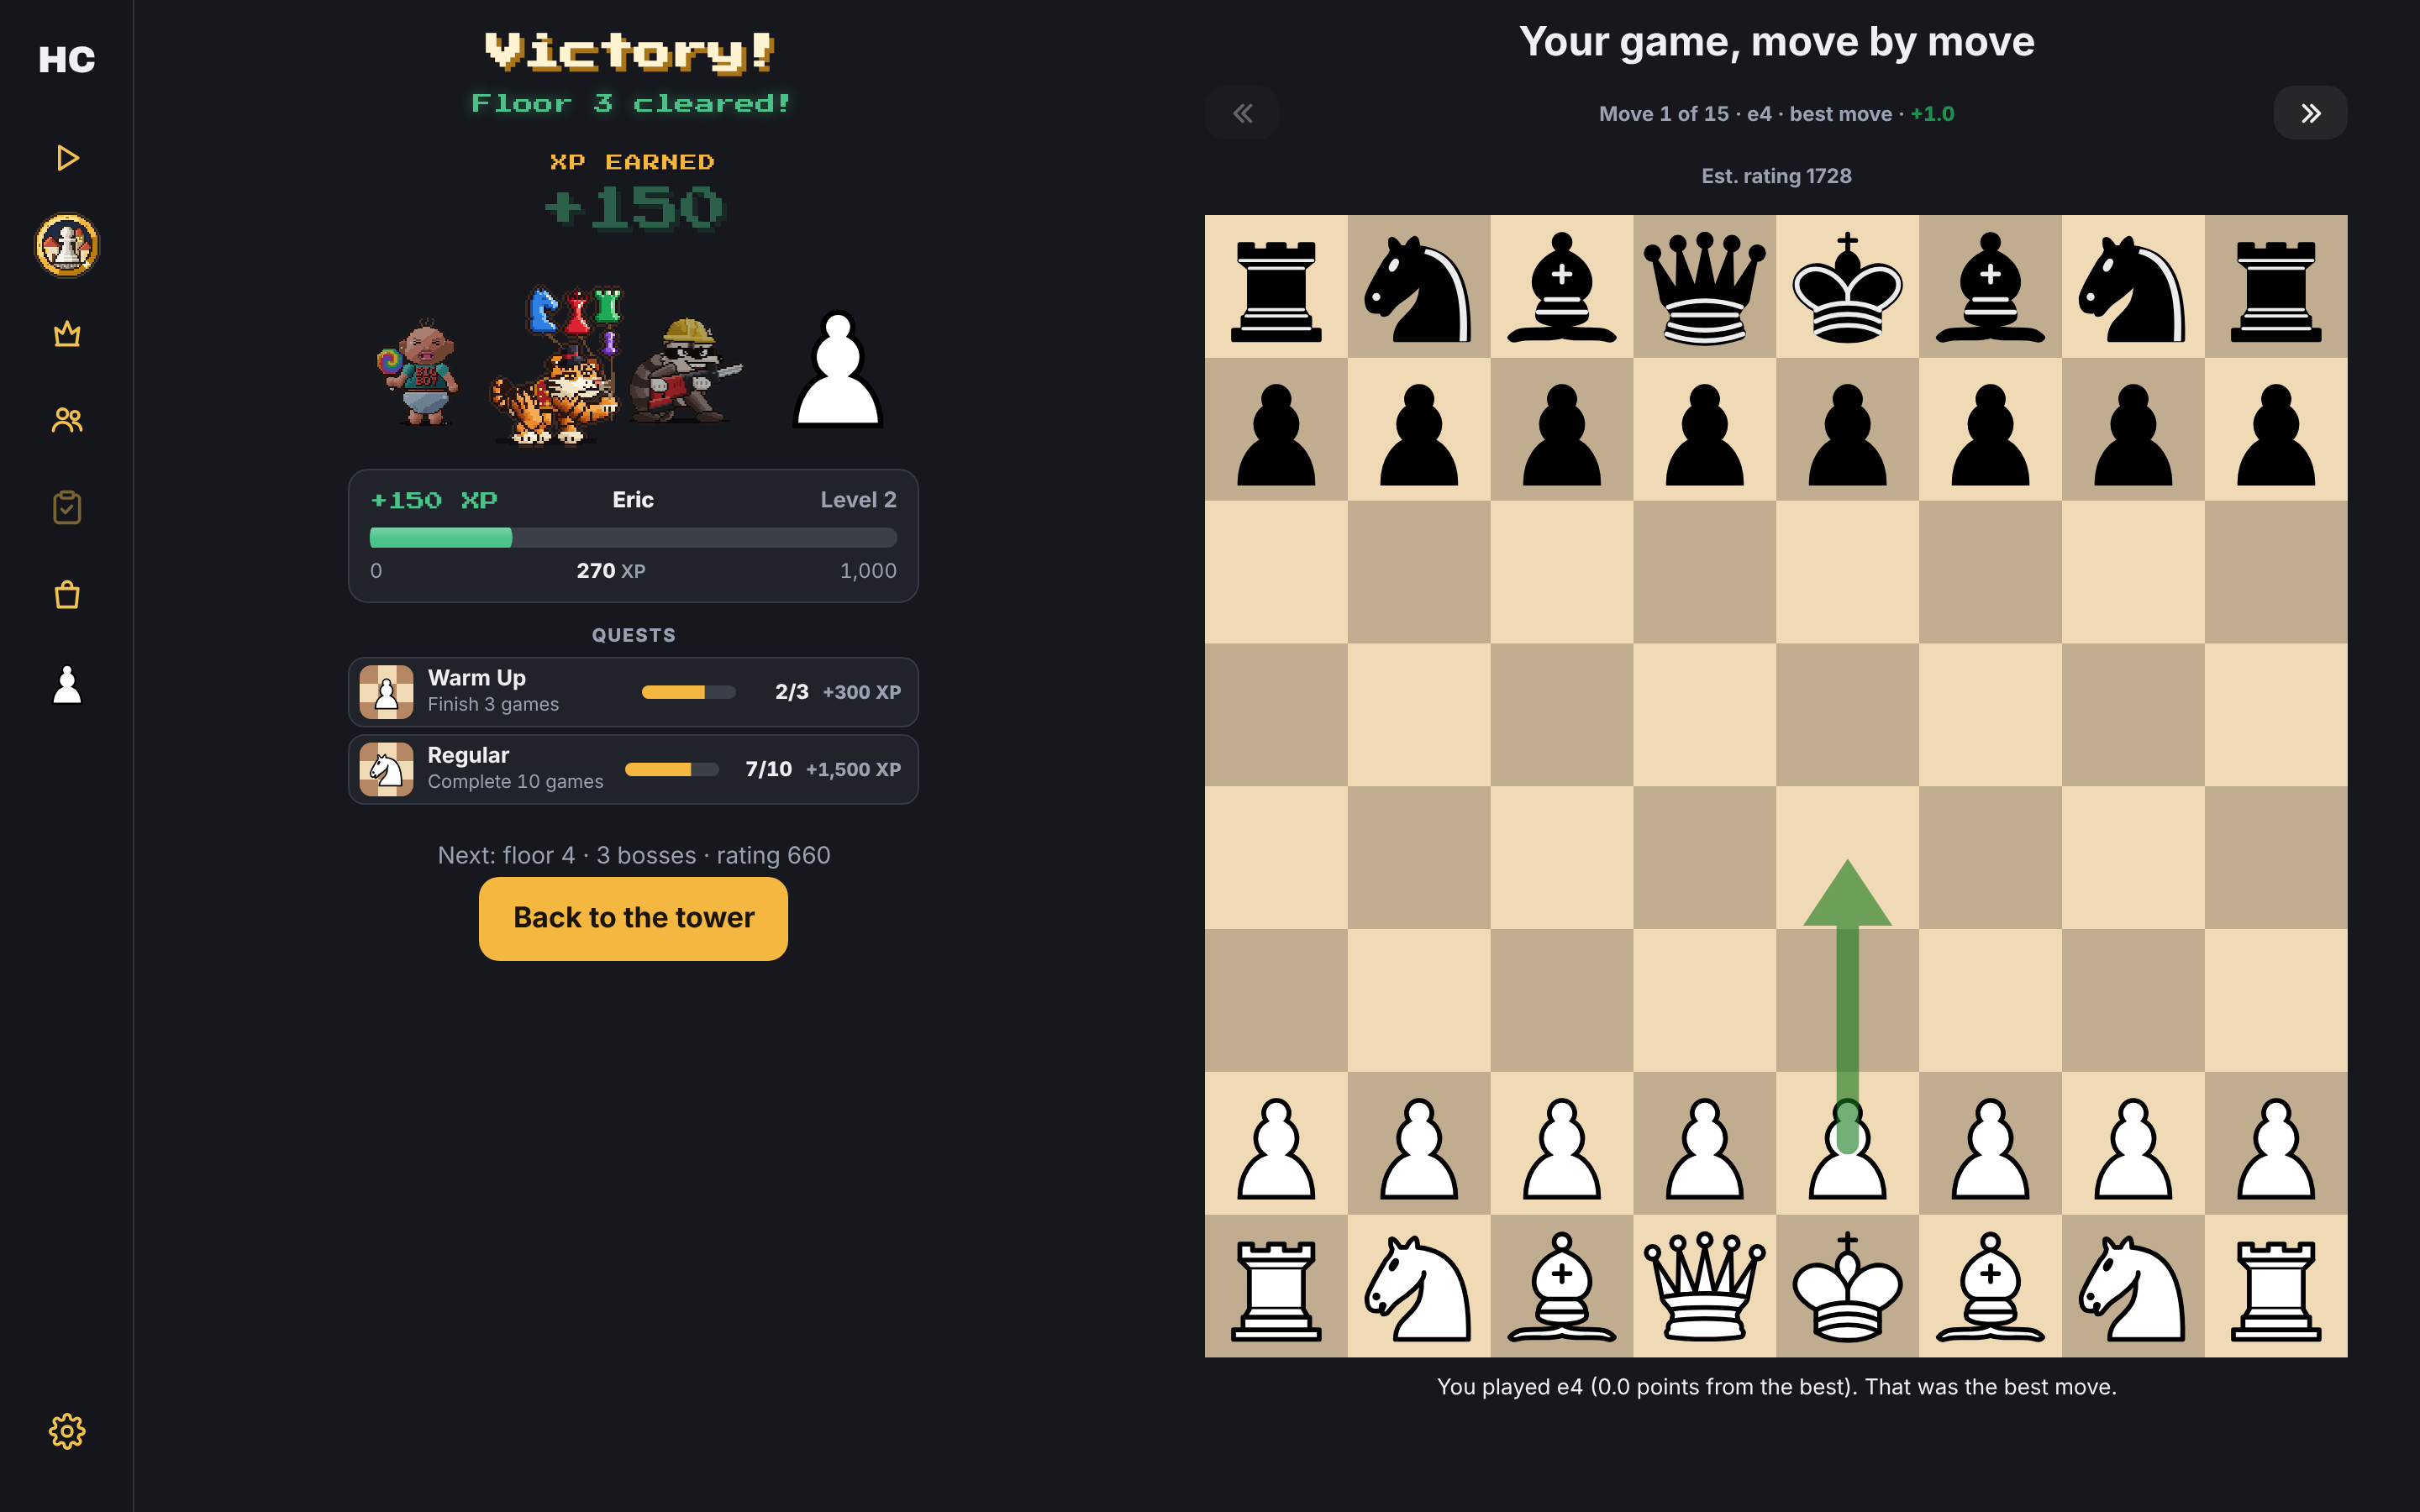 HC
Victory!
Floor 3 cleared!
XP EARNED
+150
BIG
BOY
+150 XP Eric Level 2
0 270 XP 1,000
QUESTS
Warm Up
Finish 3 games
2/3 +300 XP
Regular
Complete 10 games
7/10 +1,500 XP
Next: floor 4 · 3 bosses · rating 660
Back to the tower
Your game, move by move
Move 1 of 15 · e4 · best move · +1.0
Est. rating 1728
You played e4 (0.0 points from the best). That was the best move.